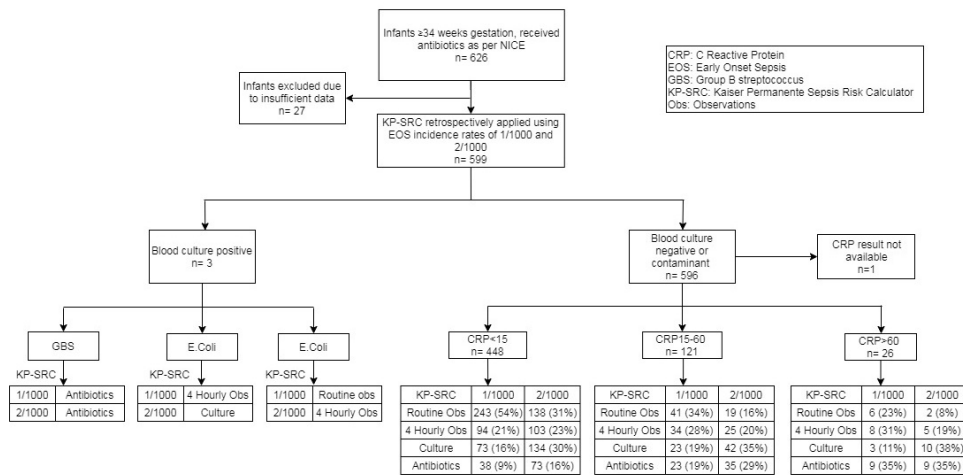 Infants ≥34 weeks gestation, received
antibiotics as per NICE
n= 626
CRP: C Reactive Protein
EOS: Early Onset Sepsis
GBS: Group B streptococcus
KP-SRC: Kaiser Permanente Sepsis Risk Calculator
Obs: Observations
Infants excluded due
to insufficient data
n= 27
KP-SRC retrospectively applied using
EOS incidence rates of 1/1000 and
2/1000
n= 599
Blood culture positive
n= 3
Blood culture
negative or
contaminant
n= 596
CRP result not
available
n=1
GBS
E.Coli
E.Coli
CRP<15
n= 448
CRP15-60
n= 121
CRP>60
n= 26
KP-SRC
1/1000 Antibiotics
2/1000 Antibiotics
KP-SRC
1/1000 4 Hourly Obs
2/1000 Culture
KP-SRC
1/1000 Routine obs
2/1000 4 Hourly Obs
KP-SRC 1/1000 2/1000
Routine Obs 243 (54%) 138 (31%)
4 Hourly Obs 94 (21%) 103 (23%)
Culture 73 (16%) 134 (30%)
Antibiotics 38 (9%) 73 (16%)
KP-SRC 1/1000 2/1000
Routine Obs 41 (34%) 19 (16%)
4 Hourly Obs 34 (28%) 25 (20%)
Culture 23 (19%) 42 (35%)
Antibiotics 23 (19%) 35 (29%)
KP-SRC 1/1000 2/1000
Routine Obs 6 (23%) 2 (8%)
4 Hourly Obs 8 (31%) 5 (19%)
Culture 3 (11%) 10 (38%)
Antibiotics 9 (35%) 9 (35%)